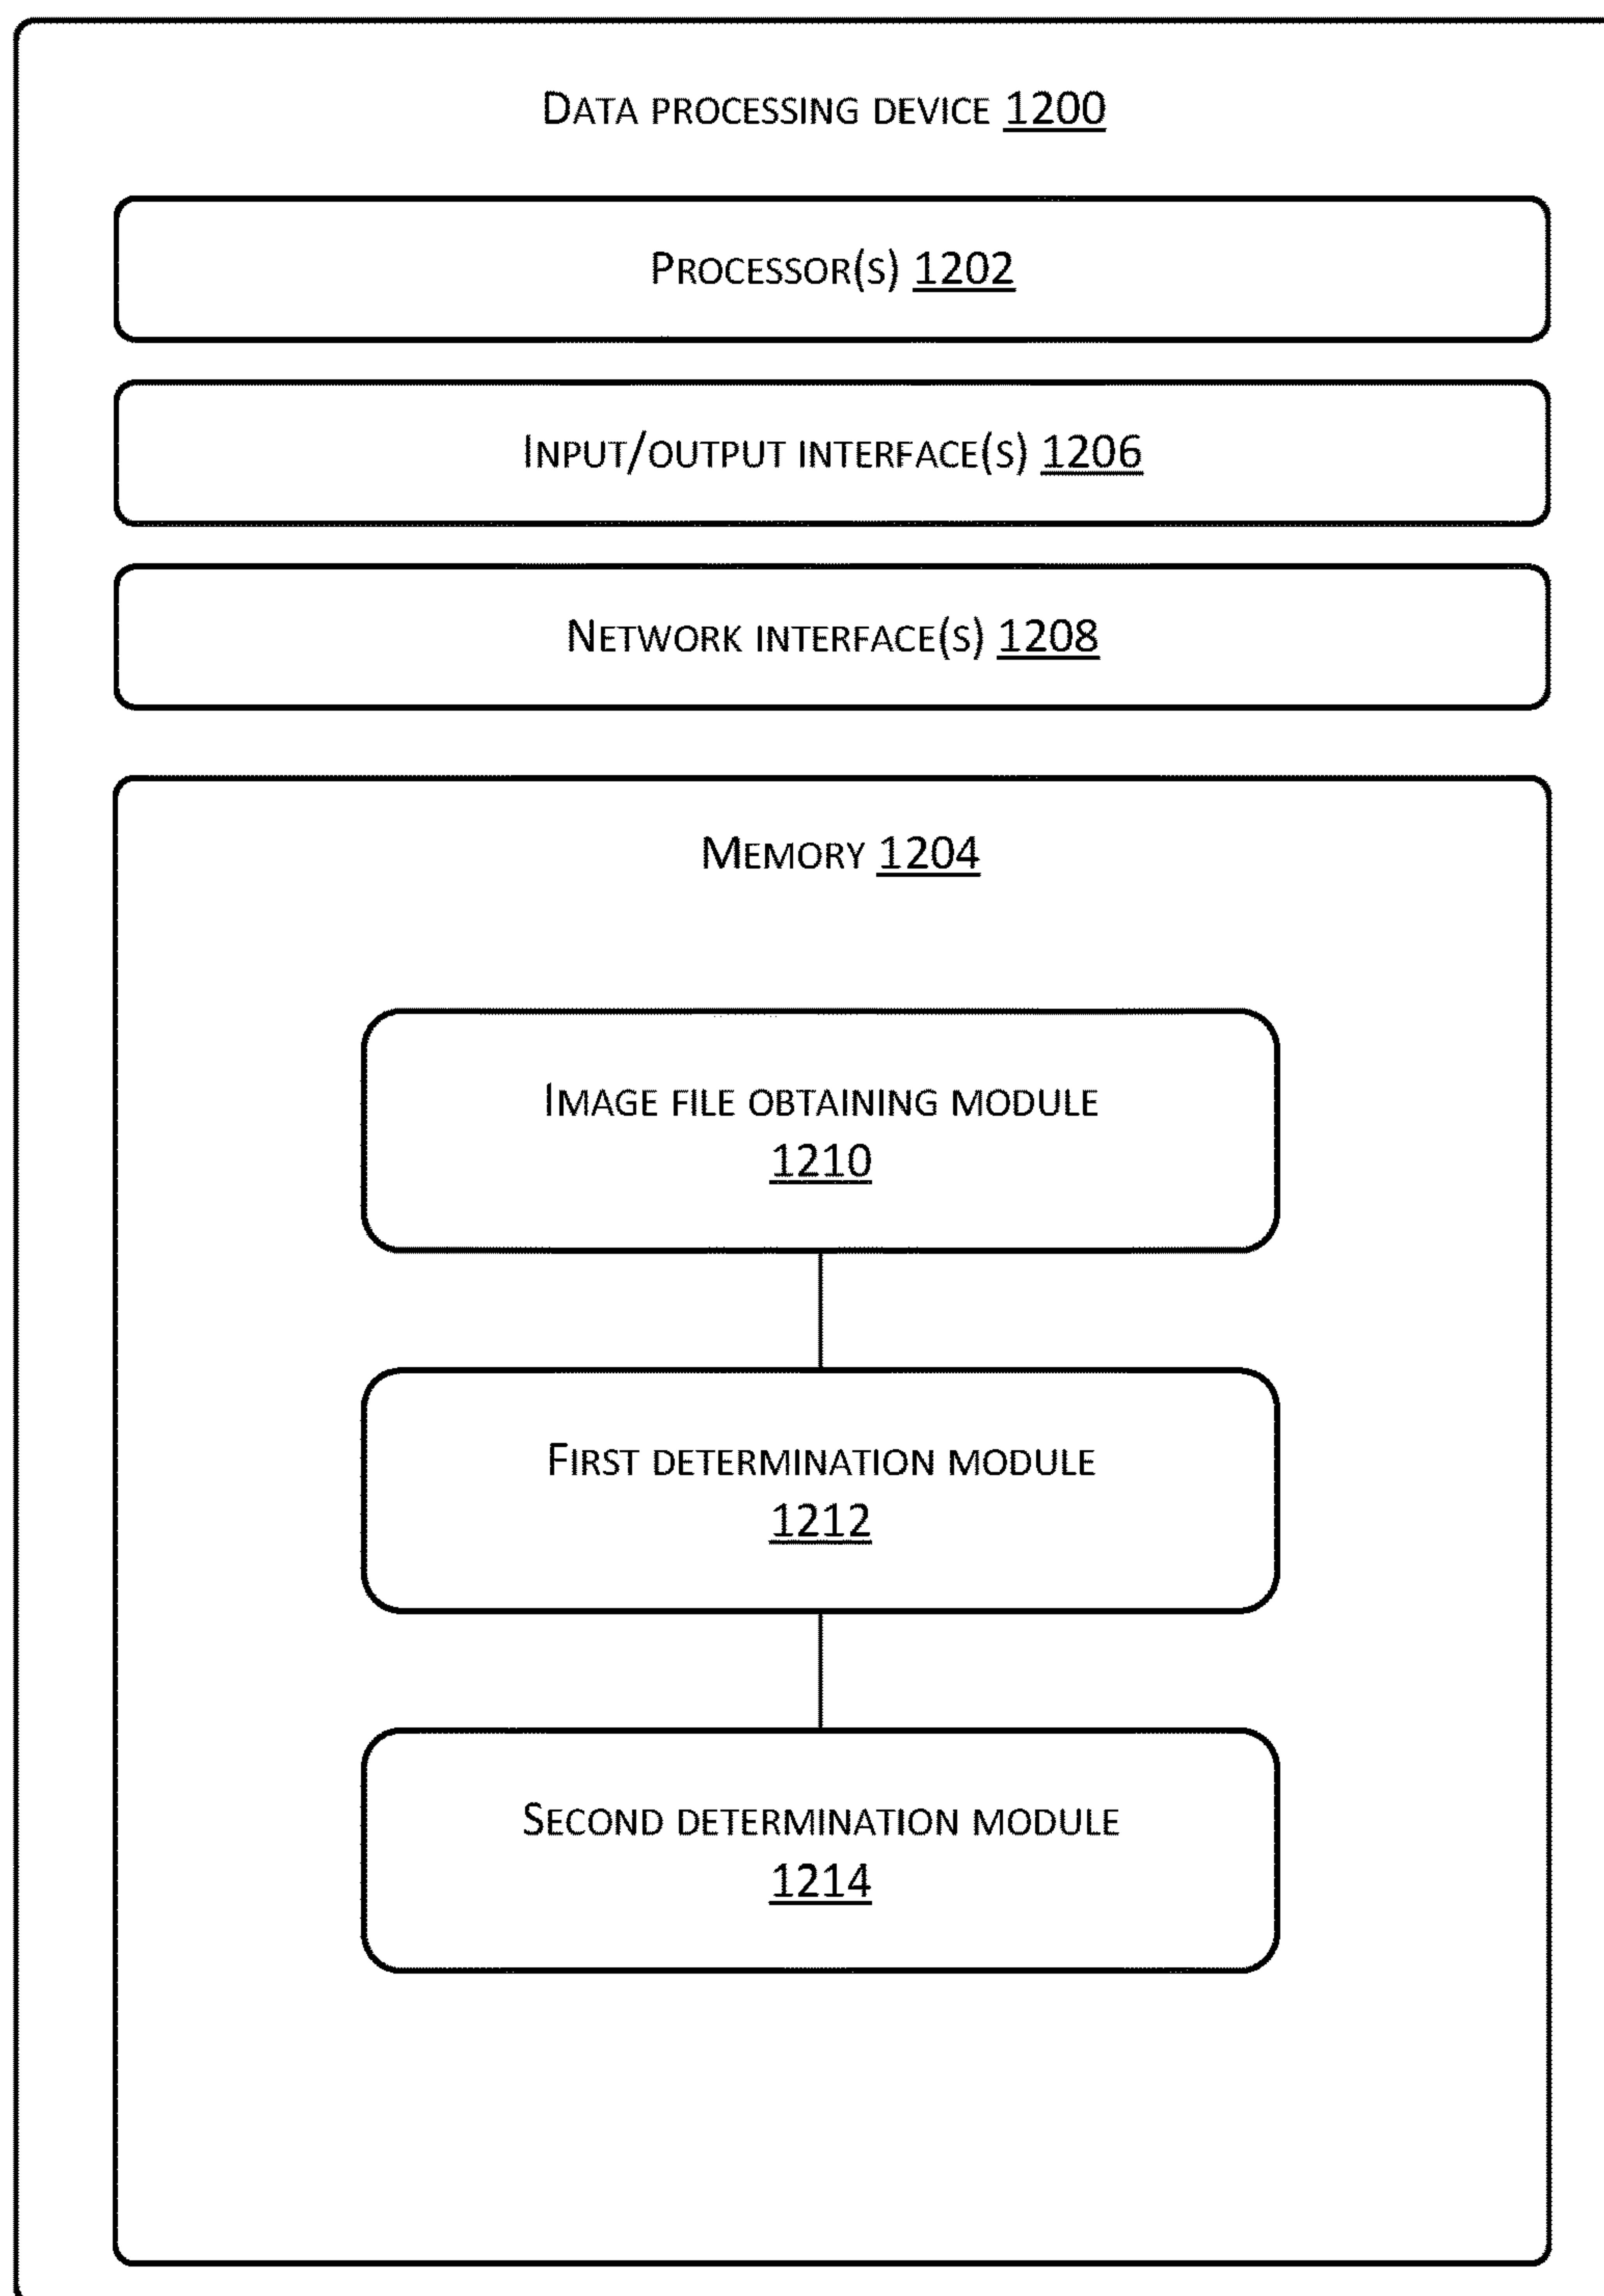 Data processing device 1200
Processor(s) 1202
Input/output interface(s) 1206
Network interface(s) 1208
Memory 1204
Image file obtaining module
1210
First determination module
1212
Second determination module
1214